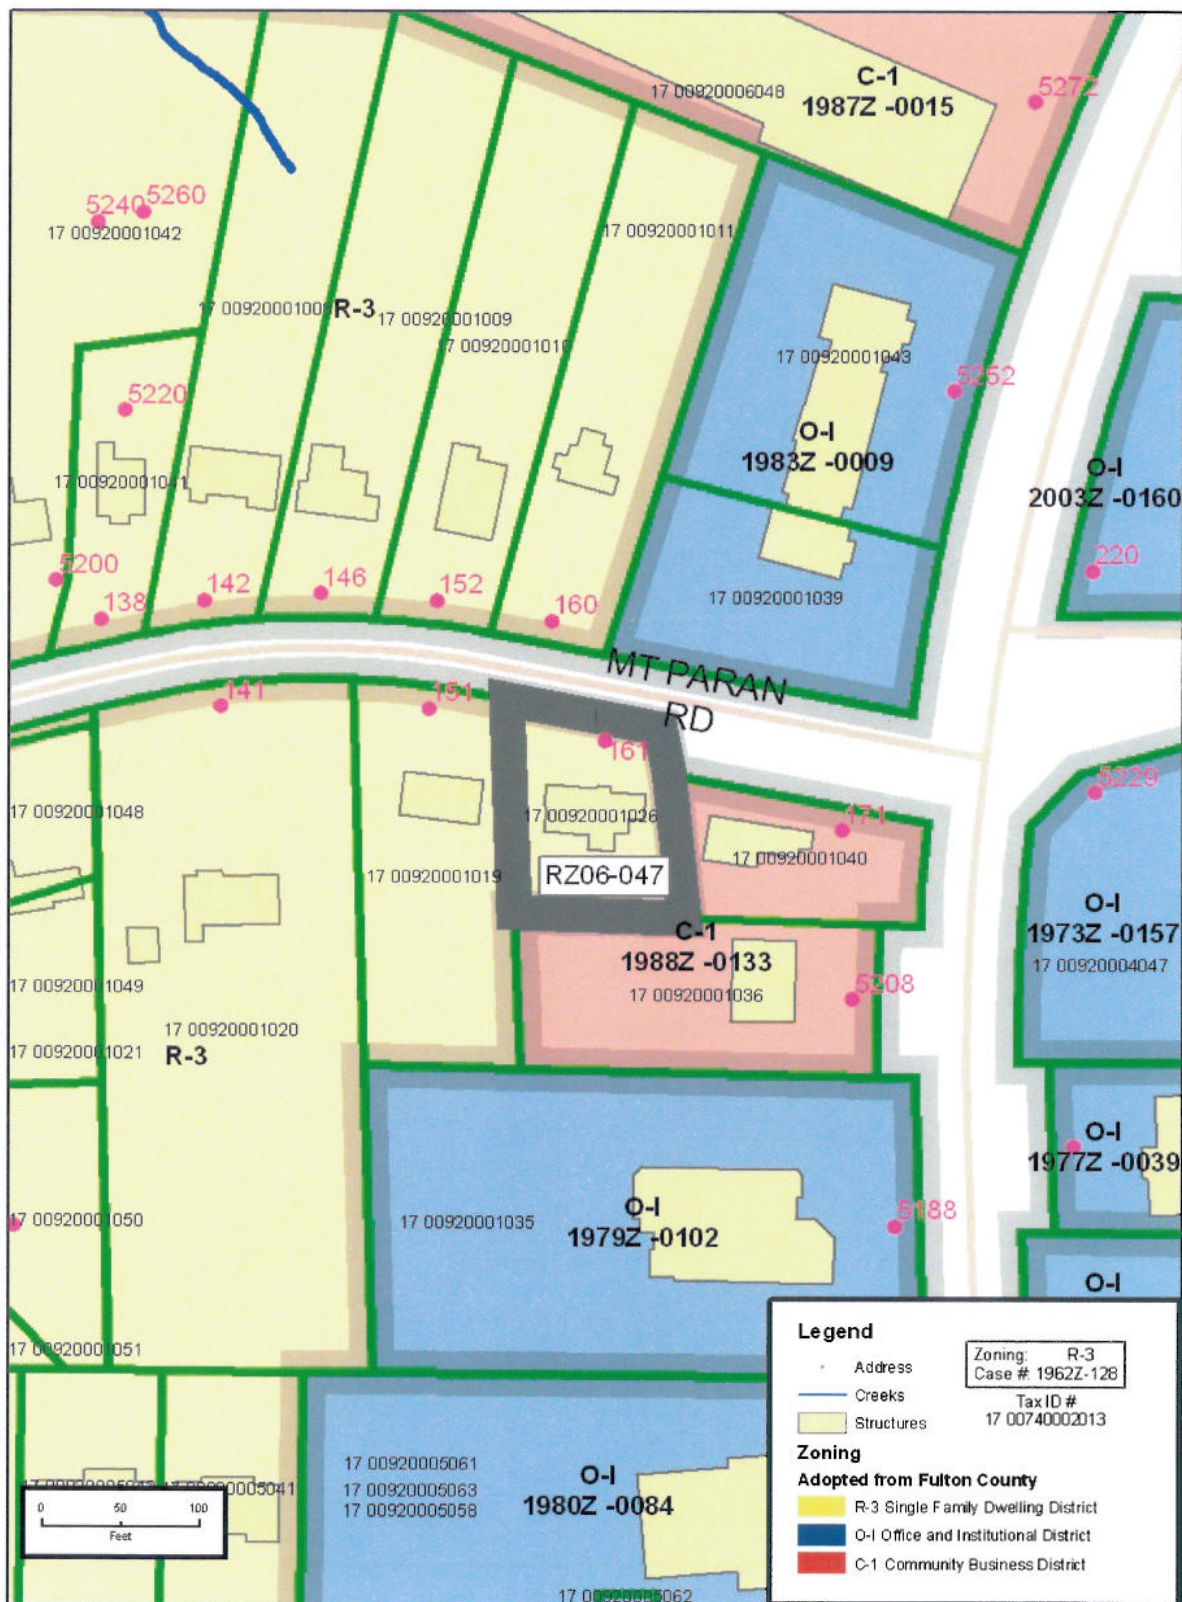 C-1
1987Z -0015
17 00920006048
5272
5240
5260
17 00920001042
17 00920001011
R-3
17 00920001009
17 00920001010
17 00920001043
5252
5220
O-I
1983Z -0009
O-I
2003Z -0160
17 00920001041
5200
138
142
146
152
160
220
17 00920001039
MT PARAN
RD
141
151
161
5229
17 00920001048
17 00920001026
171
17 00920001040
17 00920001019
RZ06-047
C-1
1988Z -0133
17 00920001036
5208
O-I
1973Z -0157
17 00920004047
17 00920001049
17 00920001020
17 00920001021
R-3
O-I
1977Z -0039
17 00920001050
17 00920001035
O-I
1979Z -0102
5188
O-I
17 00920001051
Legend
Address
Creeks
Structures
Zoning: R-3
Case #: 1962Z-128
Tax ID #
17 00740002013
Zoning
Adopted from Fulton County
R-3 Single Family Dwelling District
O-I Office and Institutional District
C-1 Community Business District
17 00920005061
17 00920005063
17 00920005058
O-I
1980Z -0084
0 50 100
Feet
17 00920005062